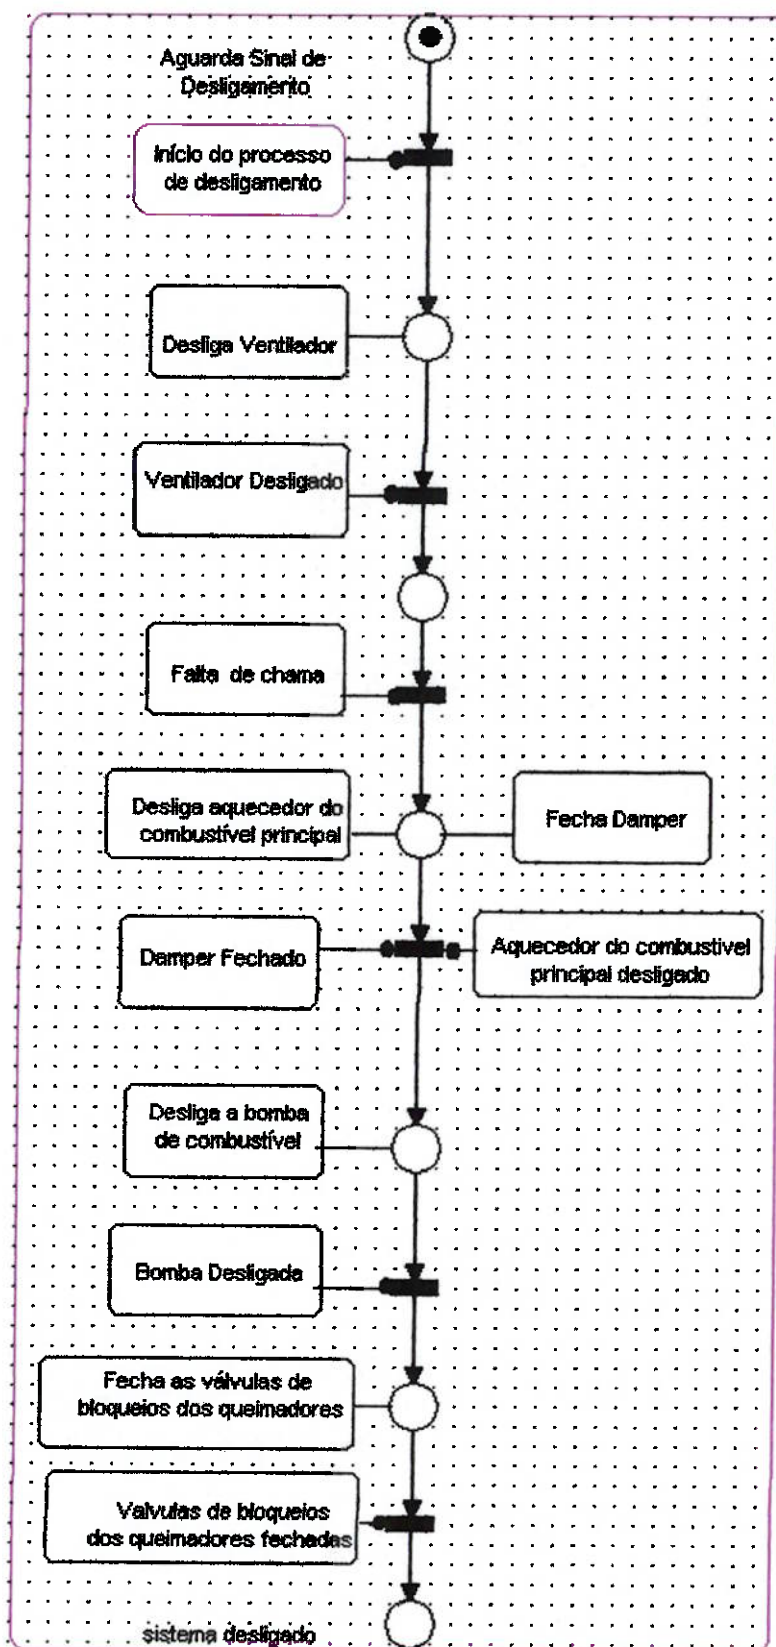 Aguarda Sinal de
Desligamento
Início do processo
de desligamento
Desliga Ventilador
Ventilador Desligado
Falta de chama
Desliga aquecedor do
combustível principal
Fecha Damper
Damper Fechado
Aquecedor do combustivel
principal desligado
Desliga a bomba
de combustível
Bomba Desligada
Fecha as válvulas de
bloqueios dos queimadores
Valvulas de bloqueios
dos queimadores fechadas
sistema desligado